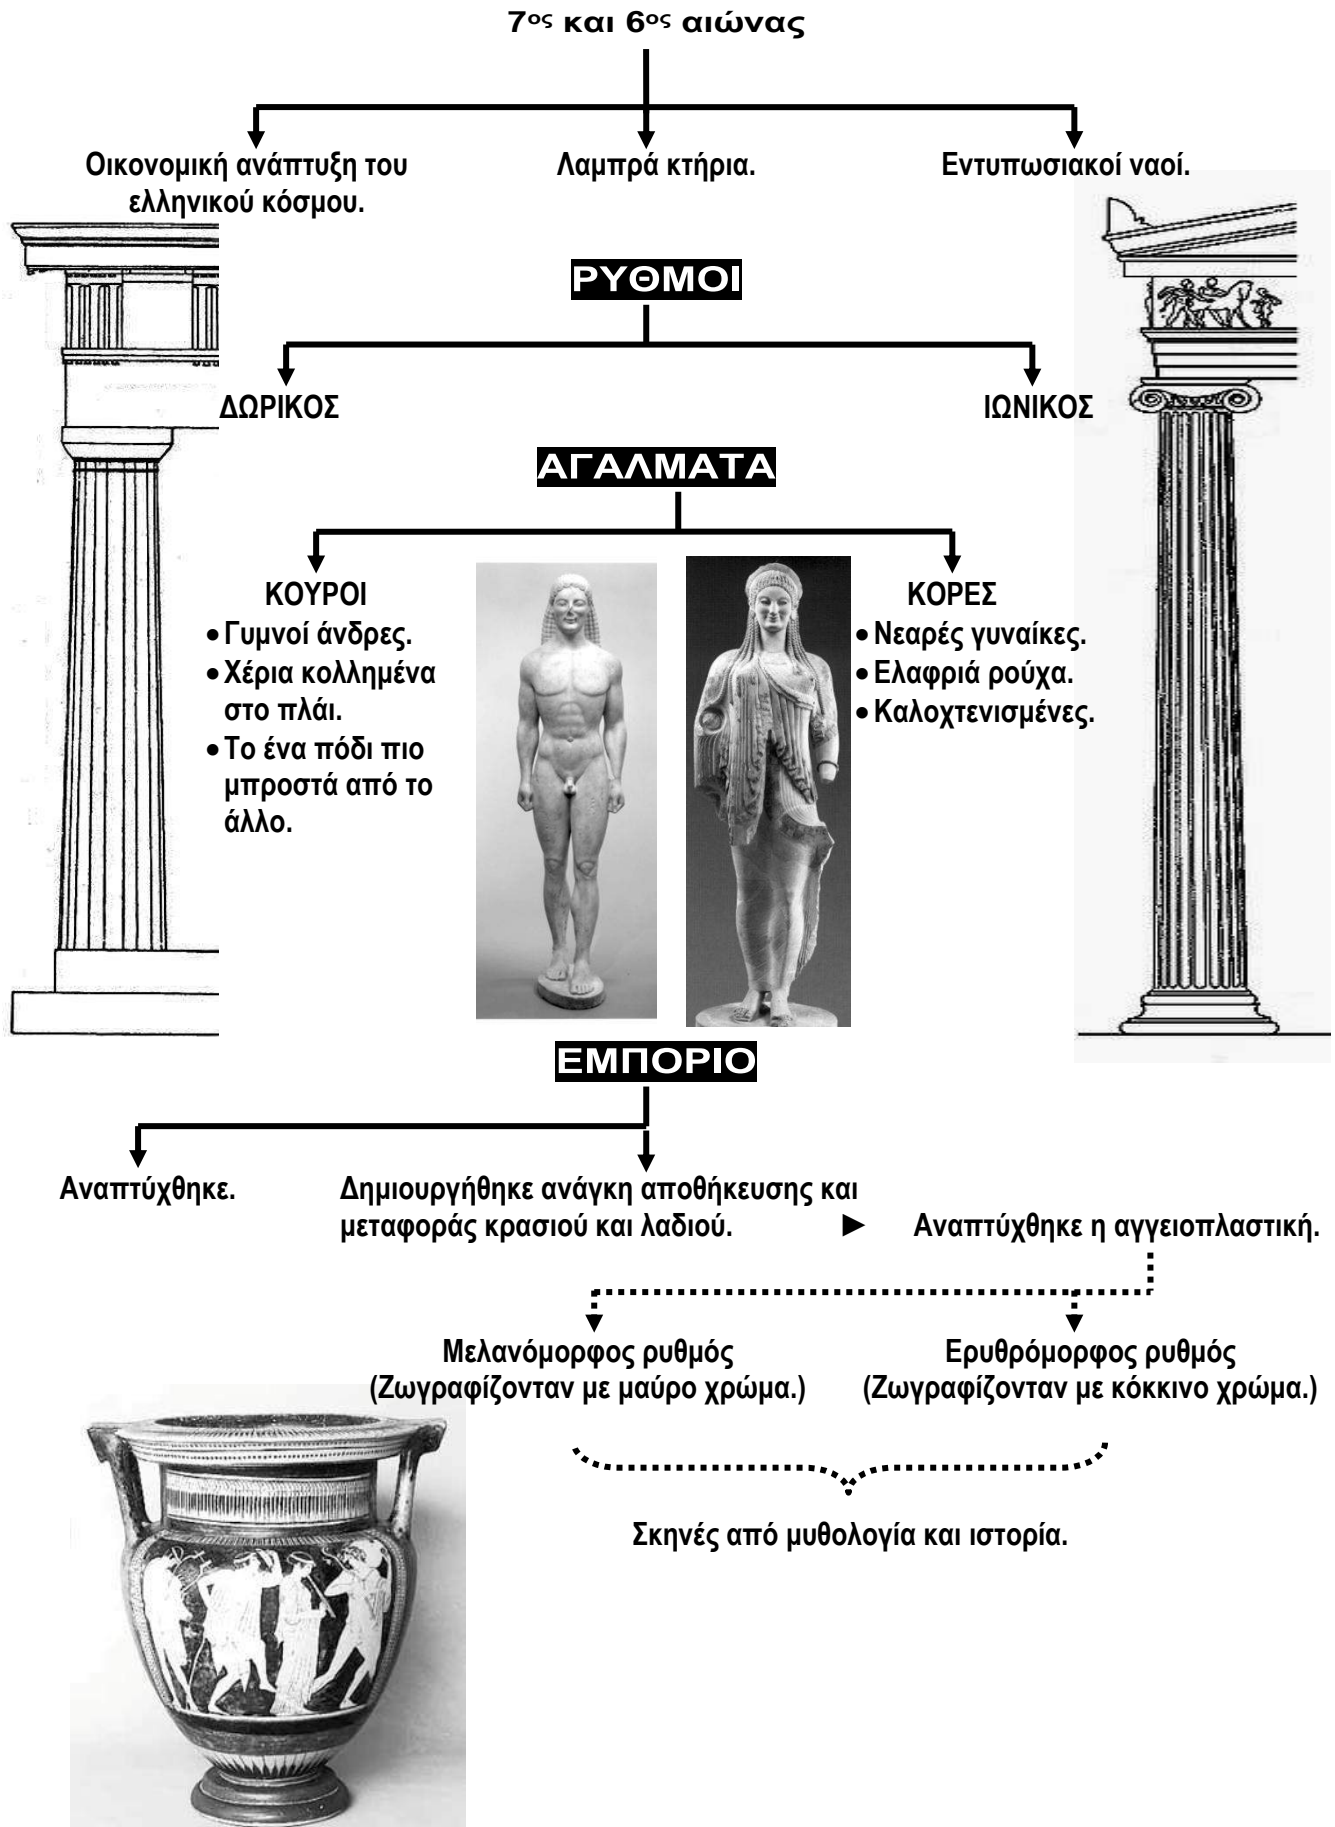 7ος και 6ος αιώνας
Οικονομική ανάπτυξη του
ελληνικού κόσμου.
Λαμπρά κτήρια.
Εντυπωσιακοί ναοί.
ΡΥΘΜΟΙ
ΔΩΡΙΚΟΣ
ΙΩΝΙΚΟΣ
ΑΓΑΛΜΑΤΑ
ΚΟΥΡΟΙ
• Γυμνοί άνδρες.
• Χέρια κολλημένα
στο πλάι.
• Το ένα πόδι πιο
μπροστά από το
άλλο.
ΚΟΡΕΣ
• Νεαρές γυναίκες.
• Ελαφριά ρούχα.
• Καλοχτενισμένες.
ΕΜΠΟΡΙΟ
Αναπτύχθηκε.
Δημιουργήθηκε ανάγκη αποθήκευσης και
μεταφοράς κρασιού και λαδιού.
Αναπτύχθηκε η αγγειοπλαστική.
Μελανόμορφος ρυθμός
(Ζωγραφίζονταν με μαύρο χρώμα.)
Ερυθρόμορφος ρυθμός
(Ζωγραφίζονταν με κόκκινο χρώμα.)
Σκηνές από μυθολογία και ιστορία.